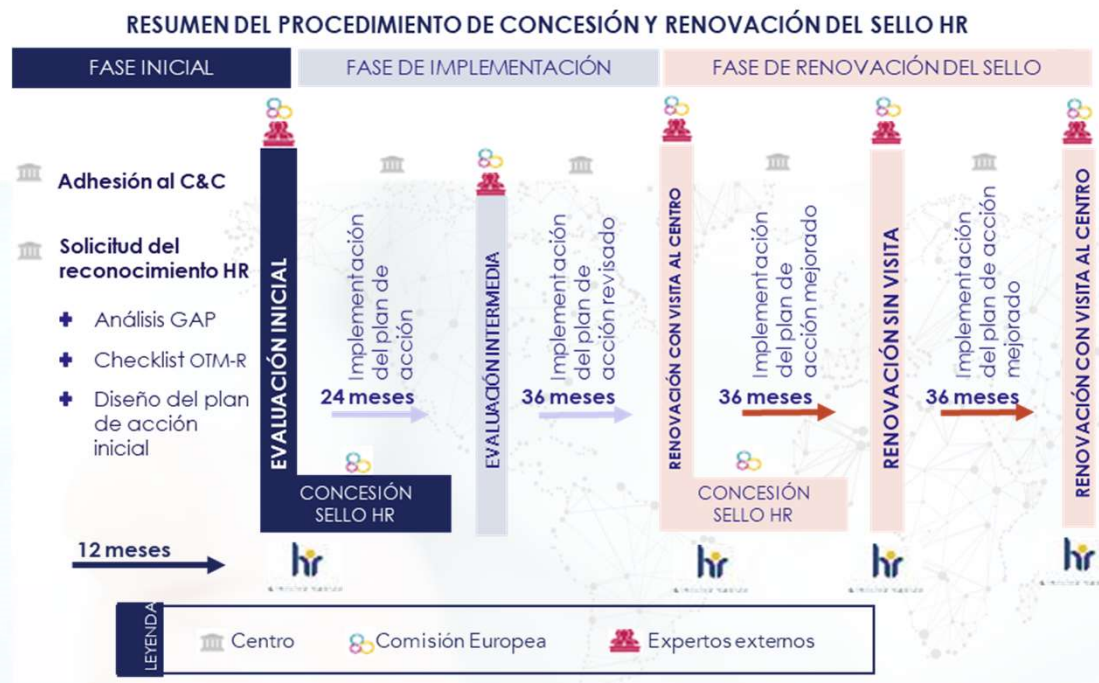 RESUMEN DEL PROCEDIMIENTO DE CONCESIÓN Y RENOVACIÓN DEL SELLO HR
FASE INICIAL
FASE DE IMPLEMENTACIÓN
FASE DE RENOVACIÓN DEL SELLO
Adhesión al C&C
Solicitud del
reconocimiento HR
Análisis GAP
Checklist OTM-R
Diseño del plan
de acción
inicial
12 meses
EVALUACIÓN INICIAL
CONCESIÓN
SELLO HR
hr
Implementación
del plan de
acción
24 meses
EVALUACIÓN INTERMEDIA
Implementación
del plan de
acción revisado
36 meses
RENOVACIÓN CON VISITA AL CENTRO
CONCESIÓN
SELLO HR
hr
Implementación
del plan de
acción mejorado
36 meses
RENOVACIÓN SIN VISITA
hr
Implementación
del plan de acción
mejorado
36 meses
RENOVACIÓN CON VISITA AL CENTRO
hr
LEYENDA
Centro
Comisión Europea
Expertos externos